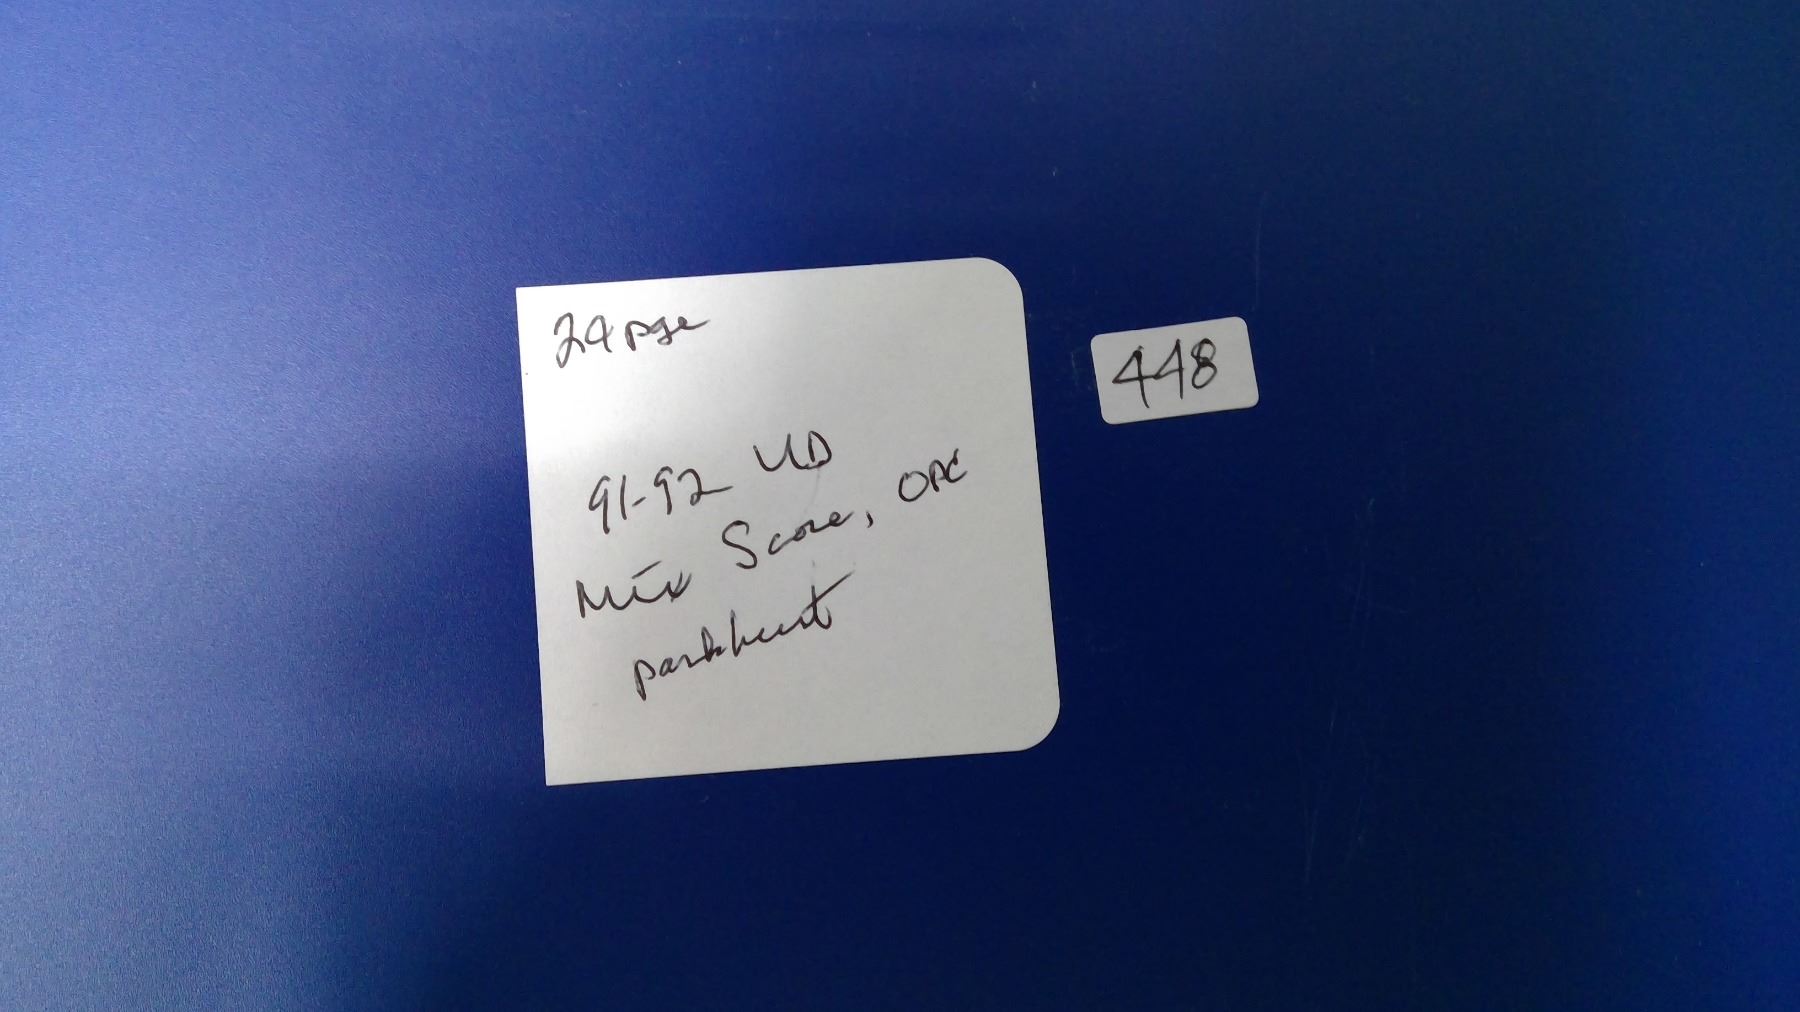 24 pge
91-92 UD
Mix Score, OPC
parkhurst
448